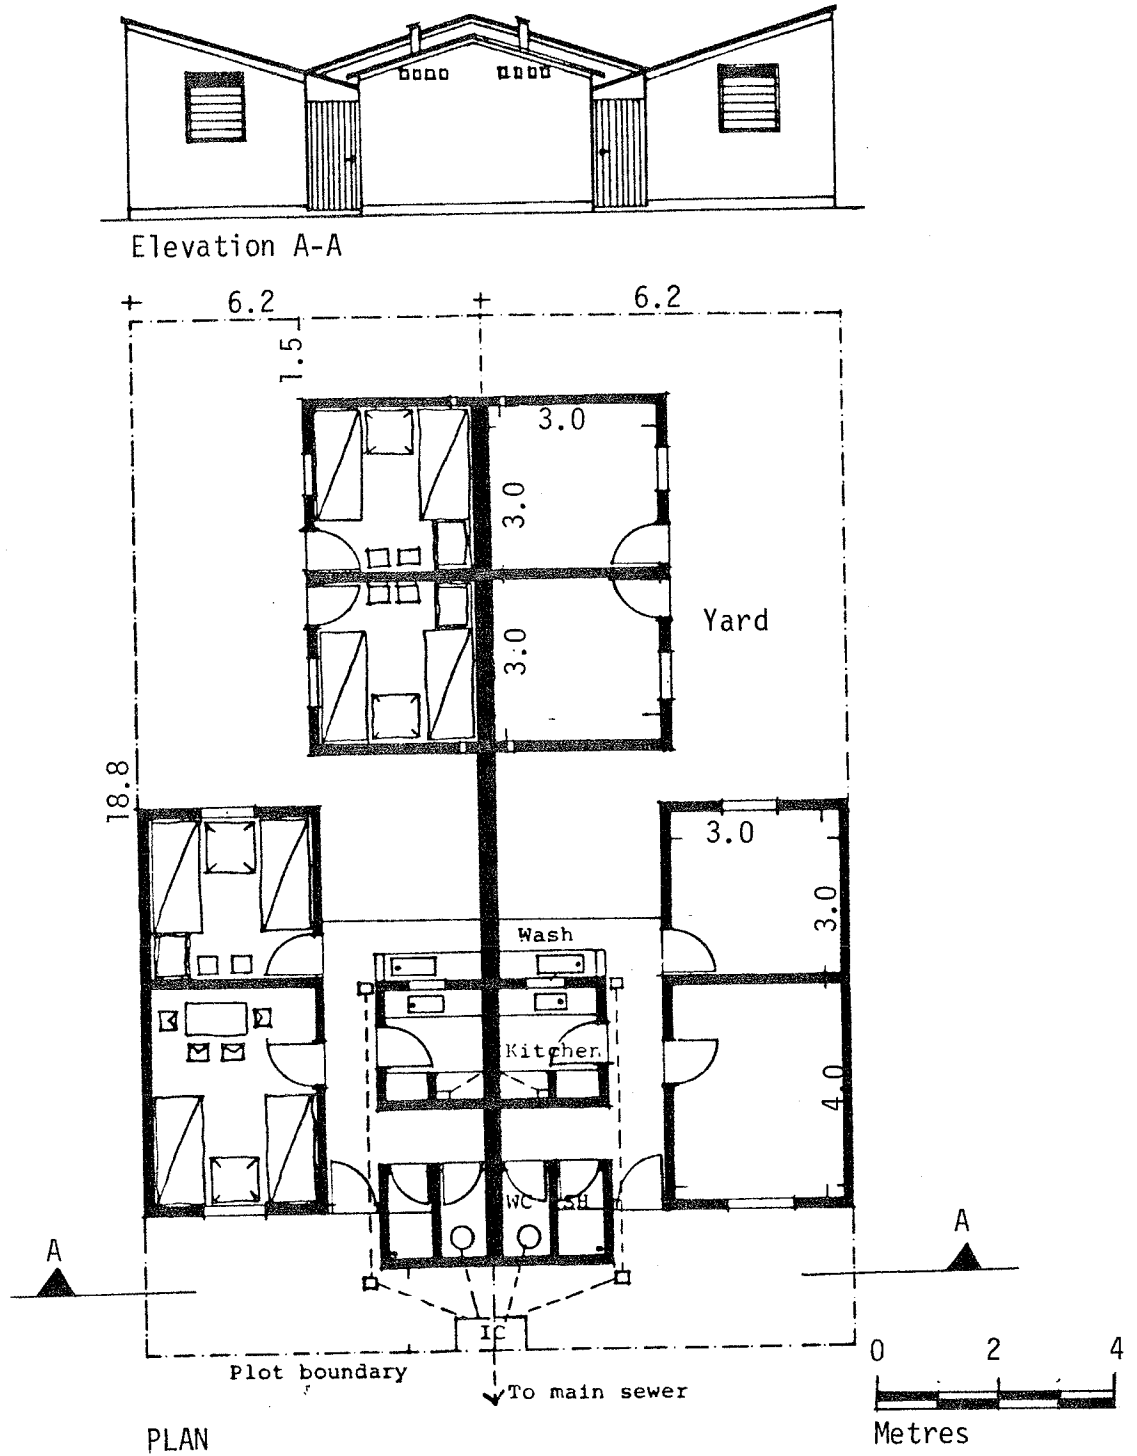 Elevation A-A
+ 6.2 + 6.2
1.5
3.0
3.0
Yard
3.0
18.8
3.0
3.0
Wash
Kitchen
4.0
WC SH
A
A
IC
0 2 4
Plot boundary
To main sewer
Metres
PLAN